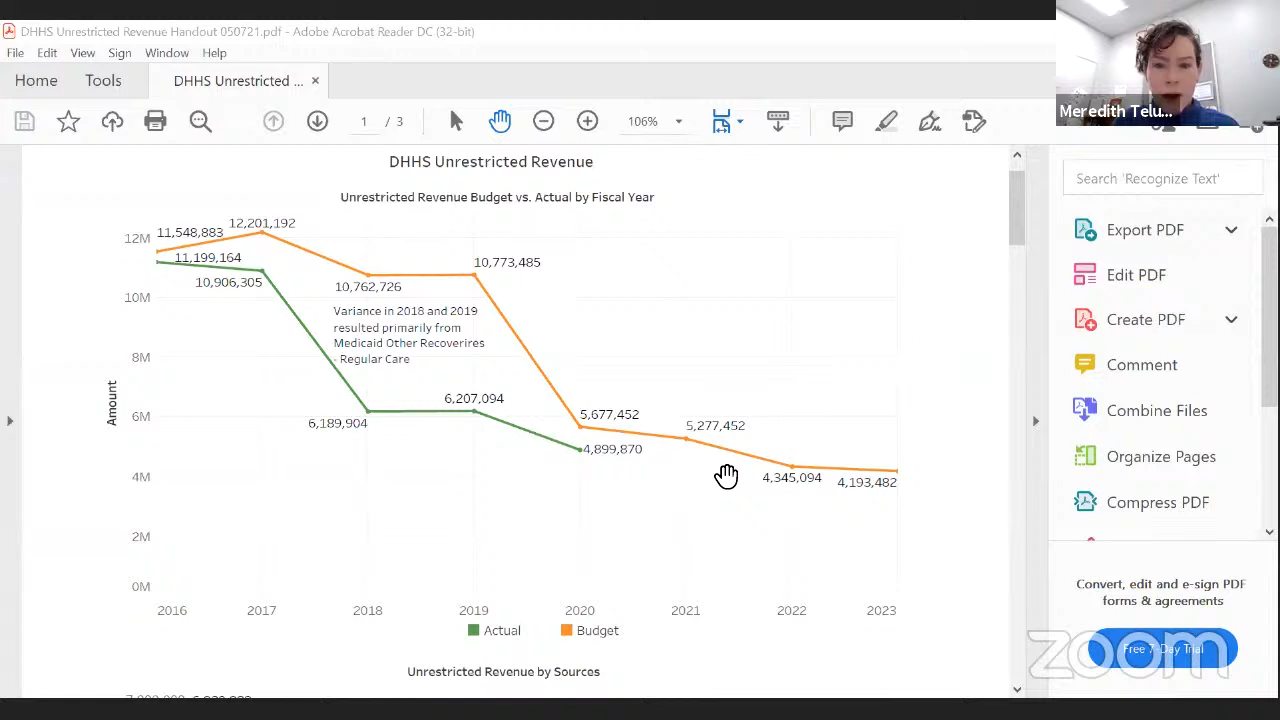 DHHS Unrestricted Revenue Handout 050721.pdf - Adobe Acrobat Reader DC (32-bit)
File Edit View Sign Window Help
Home Tools DHHS Unrestricted ... ×
1 / 3 106%
Meredith Telu...
DHHS Unrestricted Revenue
Unrestricted Revenue Budget vs. Actual by Fiscal Year
12M
10M
8M
6M
4M
2M
0M
Amount
11,548,883
12,201,192
11,199,164
10,906,305
10,762,726
10,773,485
Variance in 2018 and 2019
resulted primarily from
Medicaid Other Recoverires
- Regular Care
6,189,904
6,207,094
5,677,452
4,899,870
5,277,452
4,345,094
4,193,482
2016 2017 2018 2019 2020 2021 2022 2023
Actual Budget
Unrestricted Revenue by Sources
Search 'Recognize Text'
Export PDF
Edit PDF
Create PDF
Comment
Combine Files
Organize Pages
Compress PDF
Convert, edit and e-sign PDF
forms & agreements
Free 7-Day Trial
zoom